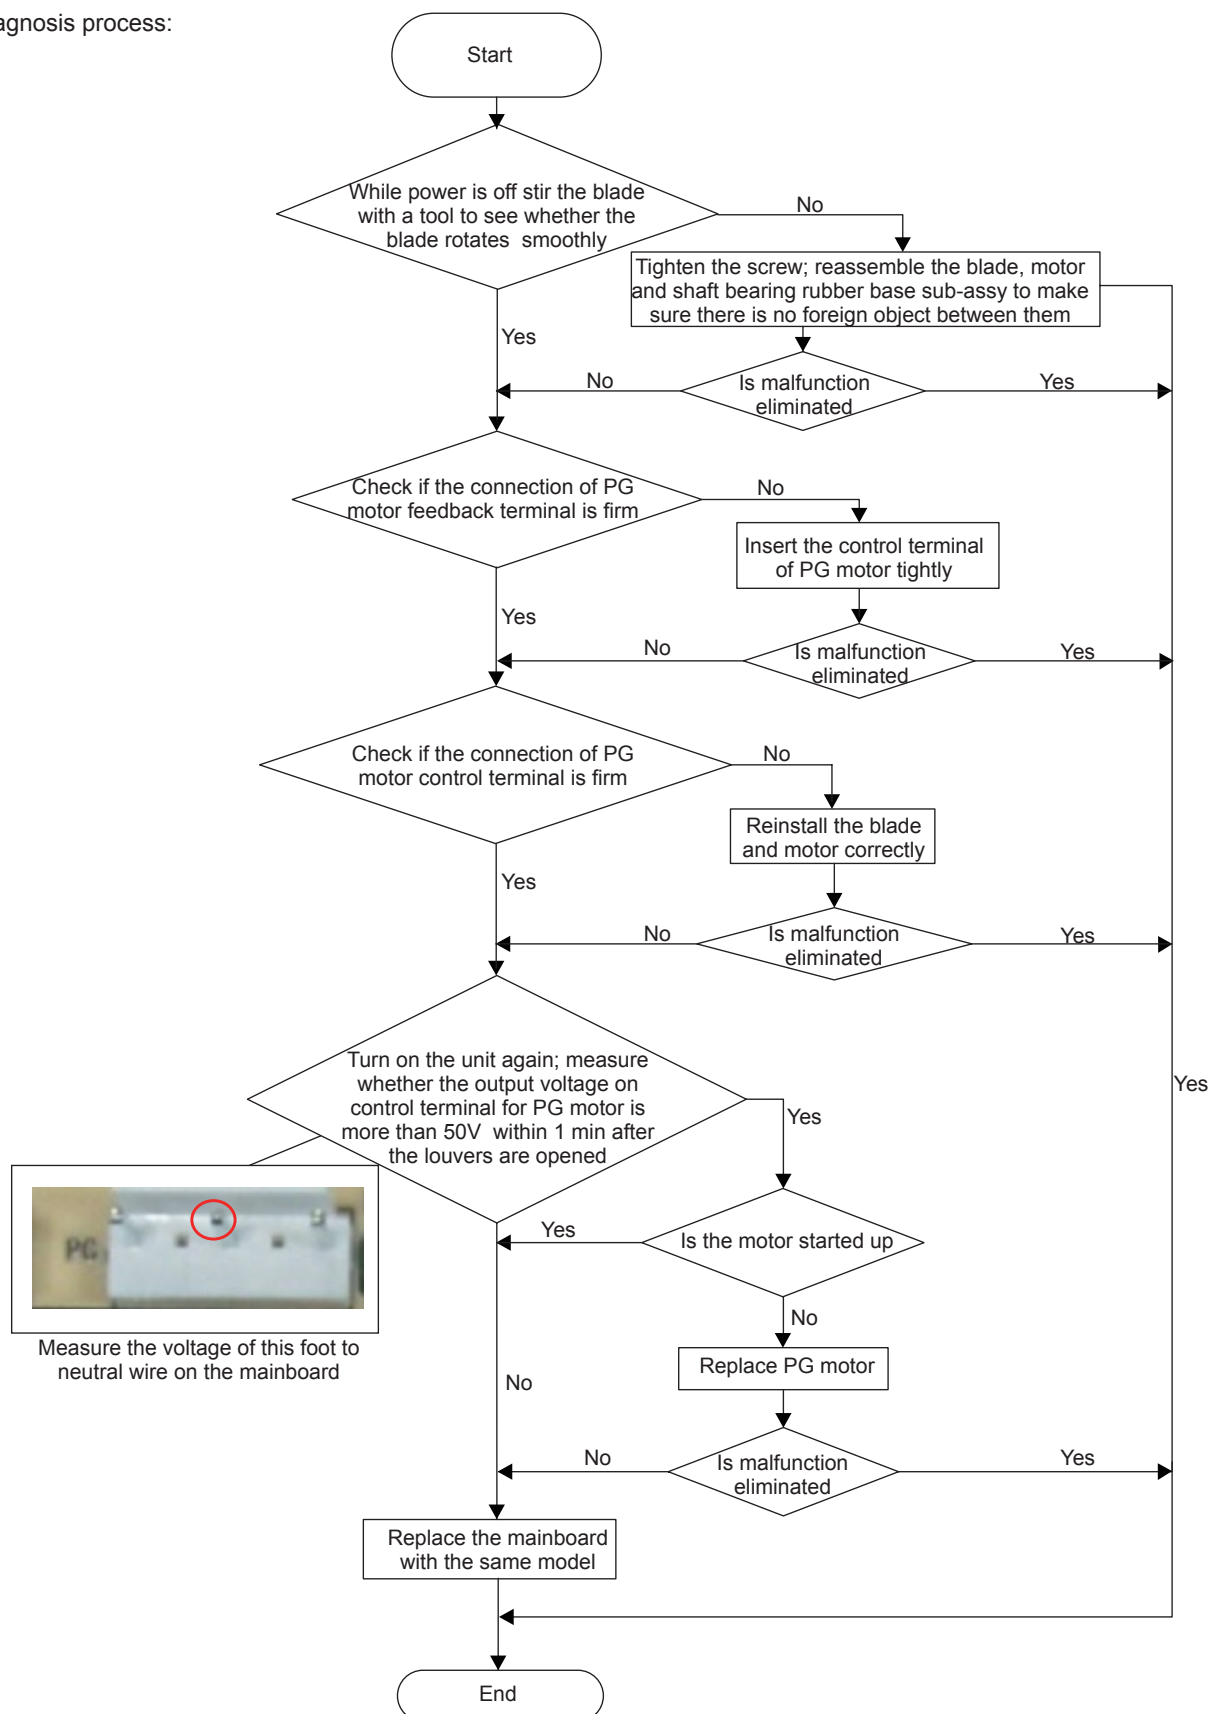 agnosis process:
Start
While power is off stir the blade
with a tool to see whether the
blade rotates smoothly
No
Tighten the screw; reassemble the blade, motor
and shaft bearing rubber base sub-assy to make
sure there is no foreign object between them
Yes
No
Is malfunction
eliminated
Yes
Check if the connection of PG
motor feedback terminal is firm
No
Insert the control terminal
of PG motor tightly
Yes
No
Is malfunction
eliminated
Yes
Check if the connection of PG
motor control terminal is firm
No
Reinstall the blade
and motor correctly
Yes
No
Is malfunction
eliminated
Yes
Turn on the unit again; measure
whether the output voltage on
control terminal for PG motor is
more than 50V within 1 min after
the louvers are opened
Yes
Yes
PG
Measure the voltage of this foot to
neutral wire on the mainboard
Yes
Is the motor started up
No
Replace PG motor
No
No
Is malfunction
eliminated
Yes
Replace the mainboard
with the same model
End